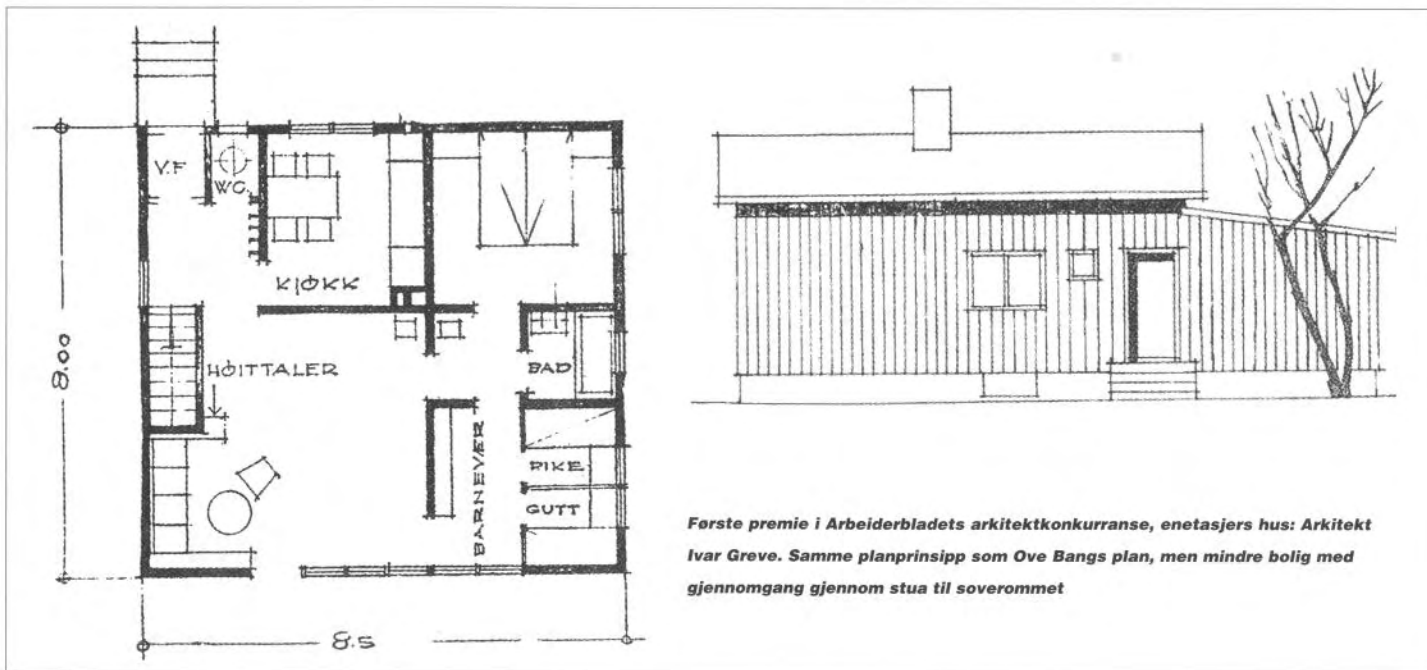 V.F
WC.
KJØKK
HØITTALER
BAD
BARNEVÆR
PIKE
GUTT
8.00
8.5
Første premie i Arbeiderbladets arkitektkonkurranse, enetasjers hus: Arkitekt
Ivar Greve. Samme planprinsipp som Ove Bangs plan, men mindre bolig med
gjennomgang gjennom stua til soverommet